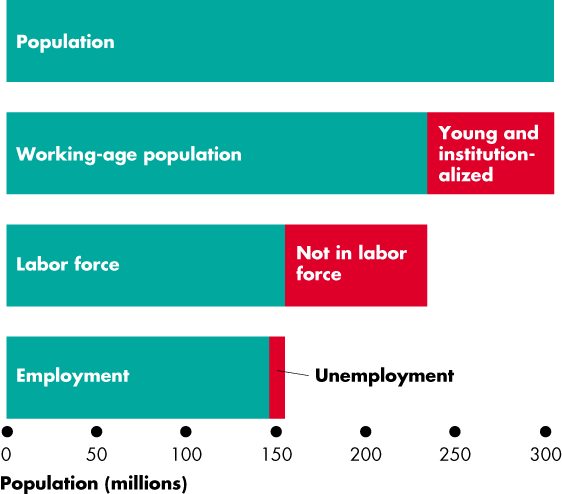 Population
Working-age population
Young and
institution-
alized
Labor force
Not in labor
force
Employment
Unemployment
0 50 100 150 200 250 300
Population (millions)